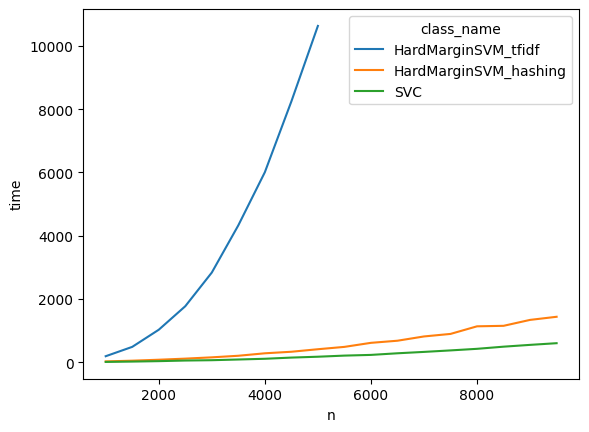 class_name
HardMarginSVM_tfidf
HardMarginSVM_hashing
SVC
10000
8000
6000
4000
2000
0
time
2000 4000 6000 8000
n